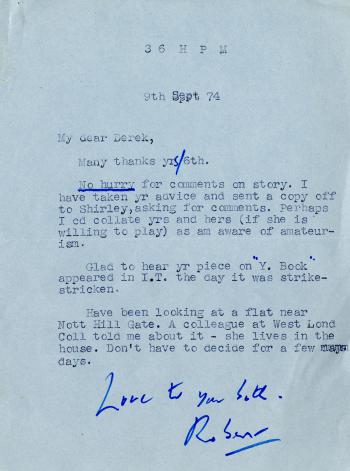 36 HPM
9th Sept 74
My dear Derek,
Many thanks yrs/6th.
No hurry for comments on story. I
have taken yr advice and sent a copy off
to Shirley,asking for comments. Perhaps
I cd collate yrs and hers (if she is
willing to play) as am aware of amateur-
ism.
Glad to hear yr piece on "Y. Book"
appeared in I.T. the day it was strike-
stricken.
Have been looking at a flat near
Nott Hill Gate. A colleague at West Lond
Coll told me about it - she lives in the
house. Don't have to decide for a few
days.
Love to you both.
Robert